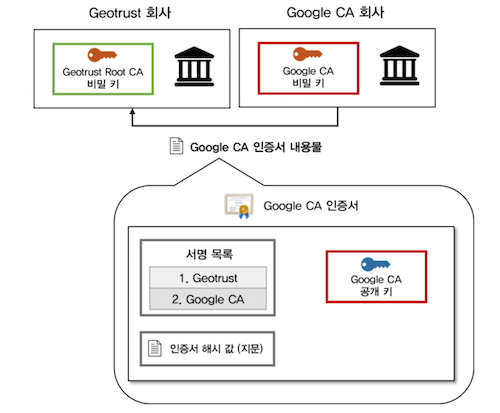 Geotrust 회사
Google CA 회사
Geotrust Root CA
비밀 키
Google CA
비밀 키
Google CA 인증서 내용물
Google CA 인증서
서명 목록
1. Geotrust
2. Google CA
Google CA
공개 키
인증서 해시 값 (지문)